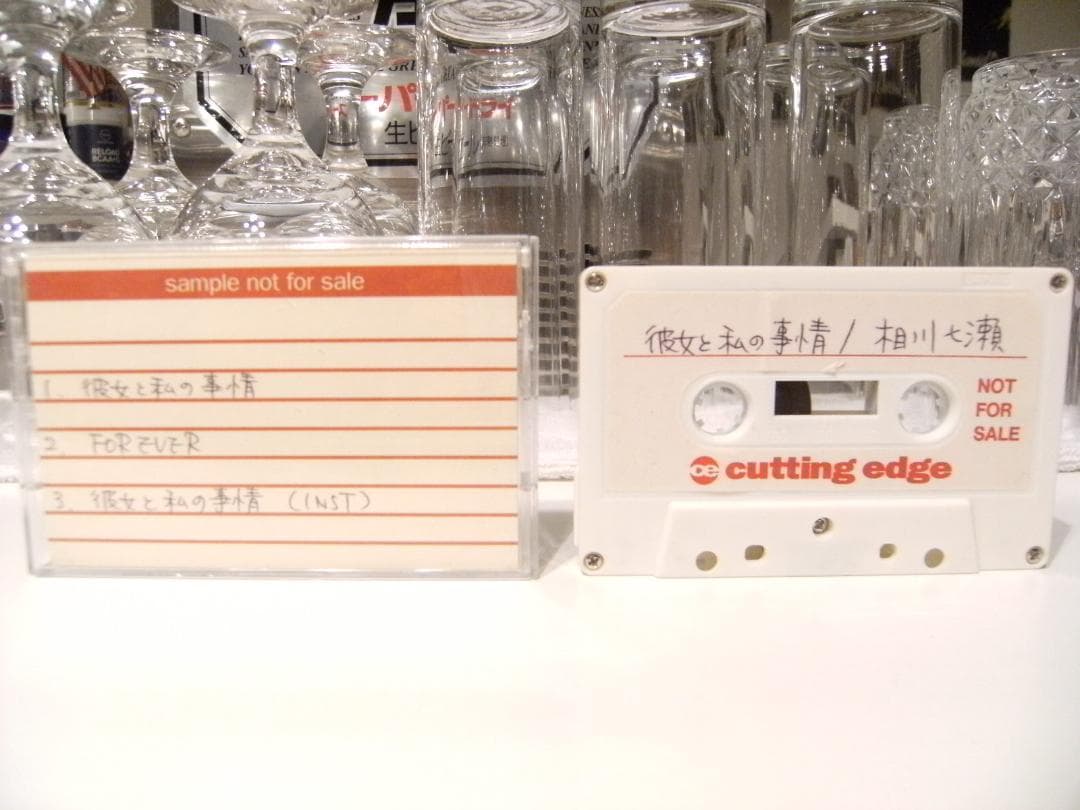 sample not for sale
1. 彼女と私の事情
2. FOREVER
3. 彼女と私の事情 (INST)
彼女と私の事情 / 相川七瀬
NOT
FOR
SALE
cutting edge